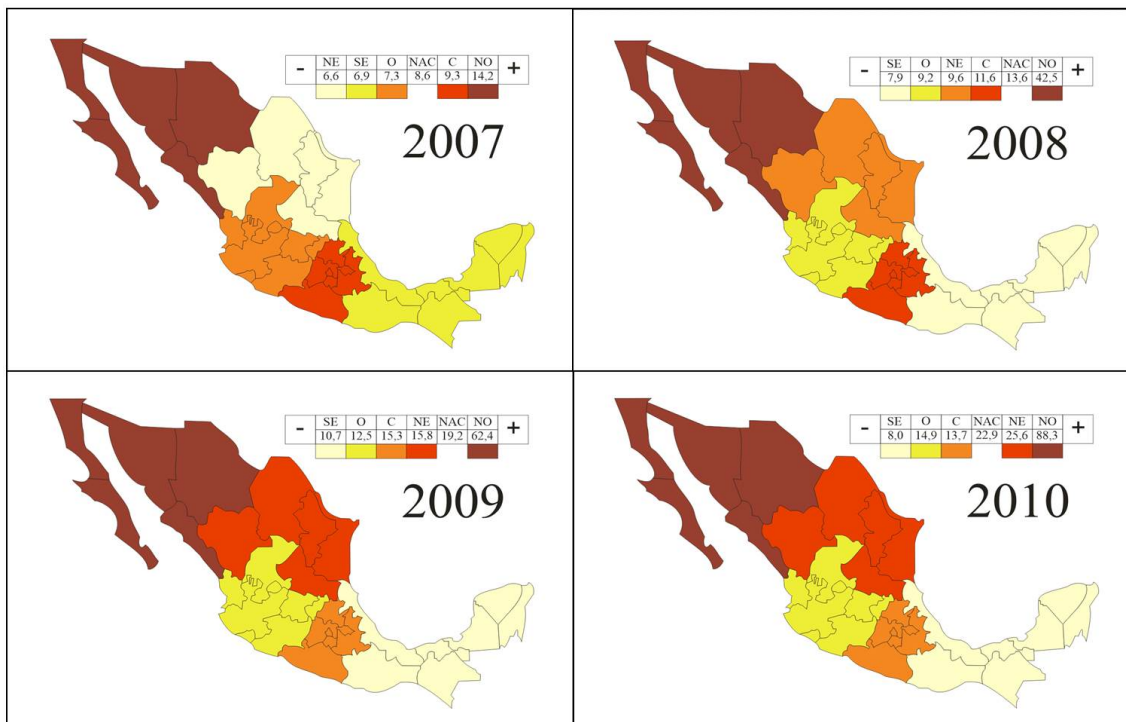 - NE SE O NAC C NO +
6,6 6,9 7,3 8,6 9,3 14,2
2007
- SE O NE C NAC NO +
7,9 9,2 9,6 11,6 13,6 42,5
2008
- SE O C NE NAC NO +
10,7 12,5 15,3 15,8 19,2 62,4
2009
- SE O C NAC NE NO +
8,0 14,9 13,7 22,9 25,6 88,3
2010